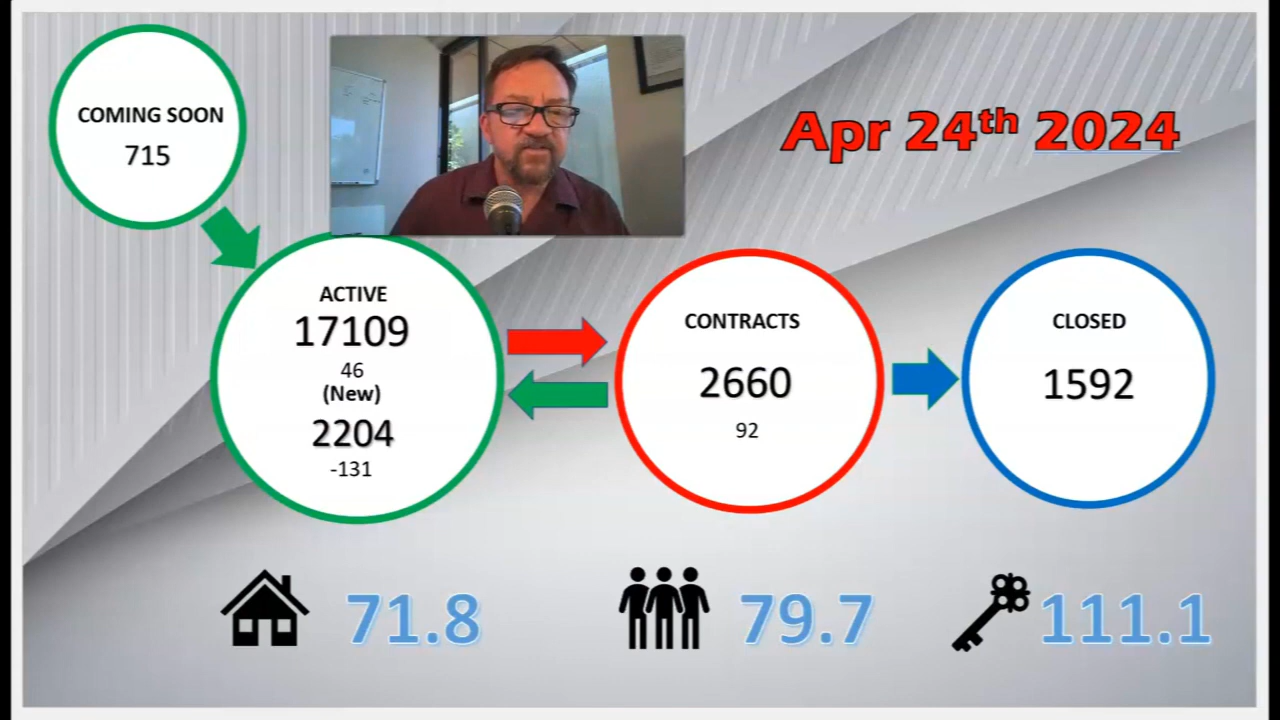 COMING SOON
715
Apr 24th 2024
ACTIVE
17109
46
(New)
2204
-131
CONTRACTS
2660
92
CLOSED
1592
71.8
79.7
111.1